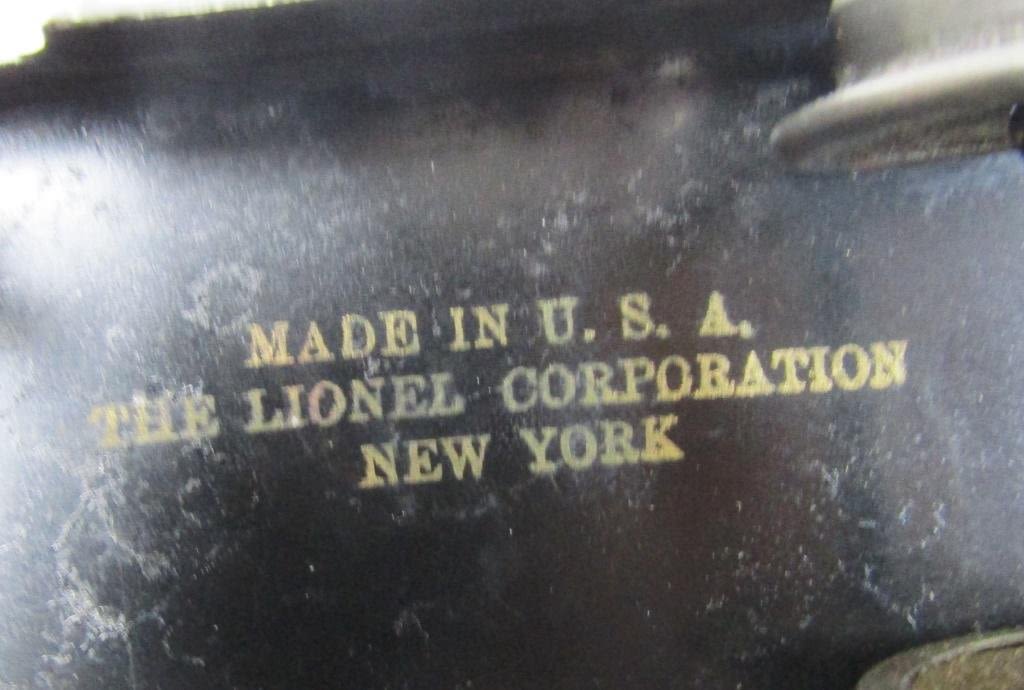 MADE IN U. S. A.
THE LIONEL CORPORATION
NEW YORK